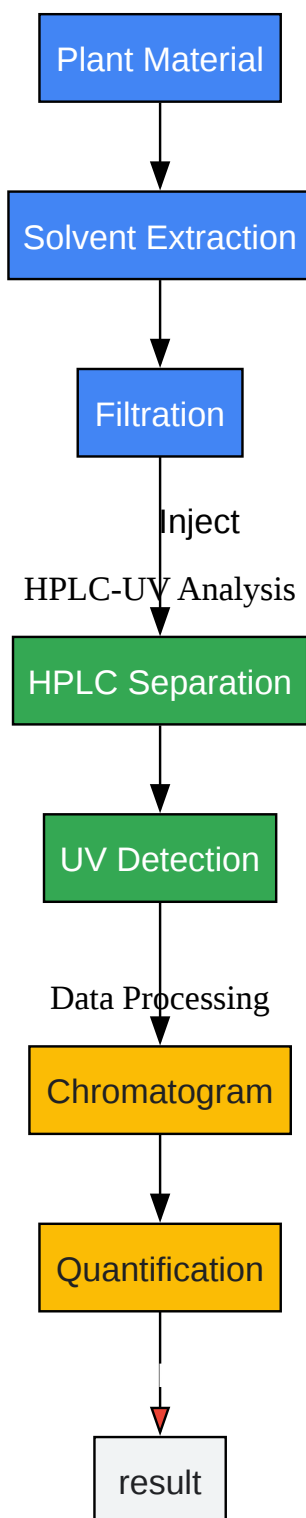 Plant Material
Solvent Extraction
Filtration
Inject
HPLC-UV Analysis
HPLC Separation
UV Detection
Data Processing
Chromatogram
Quantification
result